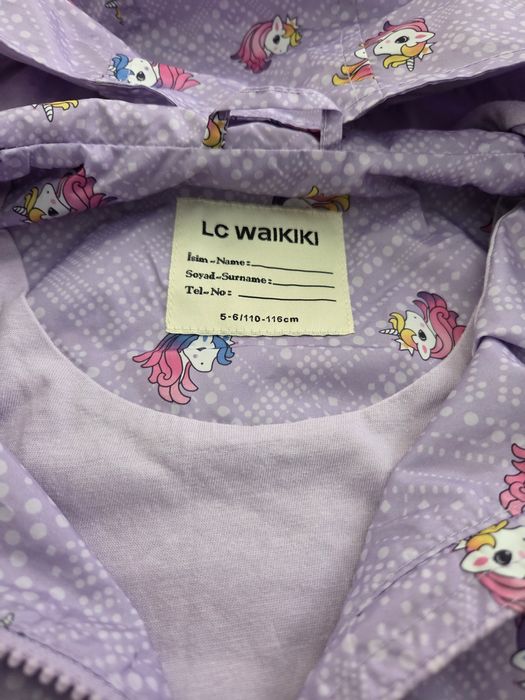 LC WAIKIKI
İsim - Name:
Soyad-Surname:
Tel-No:
5-6/110-116cm